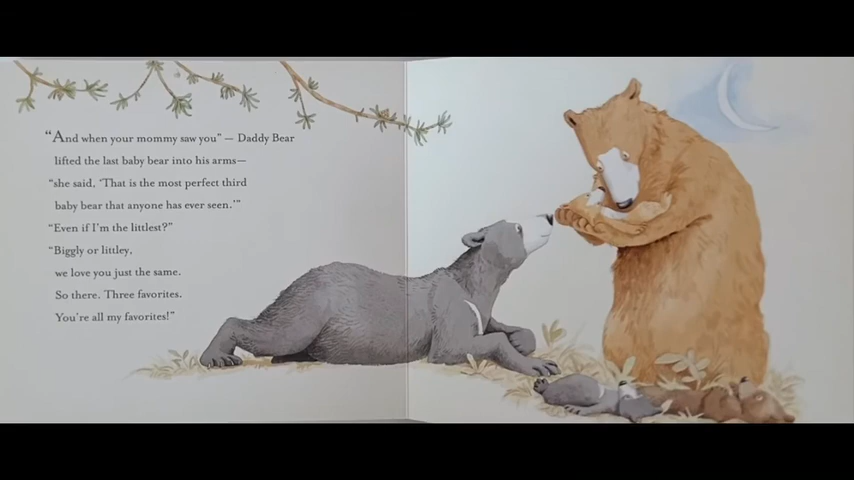 “And when your mommy saw you” — Daddy Bear
lifted the last baby bear into his arms—
“she said, ‘That is the most perfect third
baby bear that anyone has ever seen.’”
“Even if I’m the littlest?”
“Biggly or littley,
we love you just the same.
So there. Three favorites.
You’re all my favorites!”